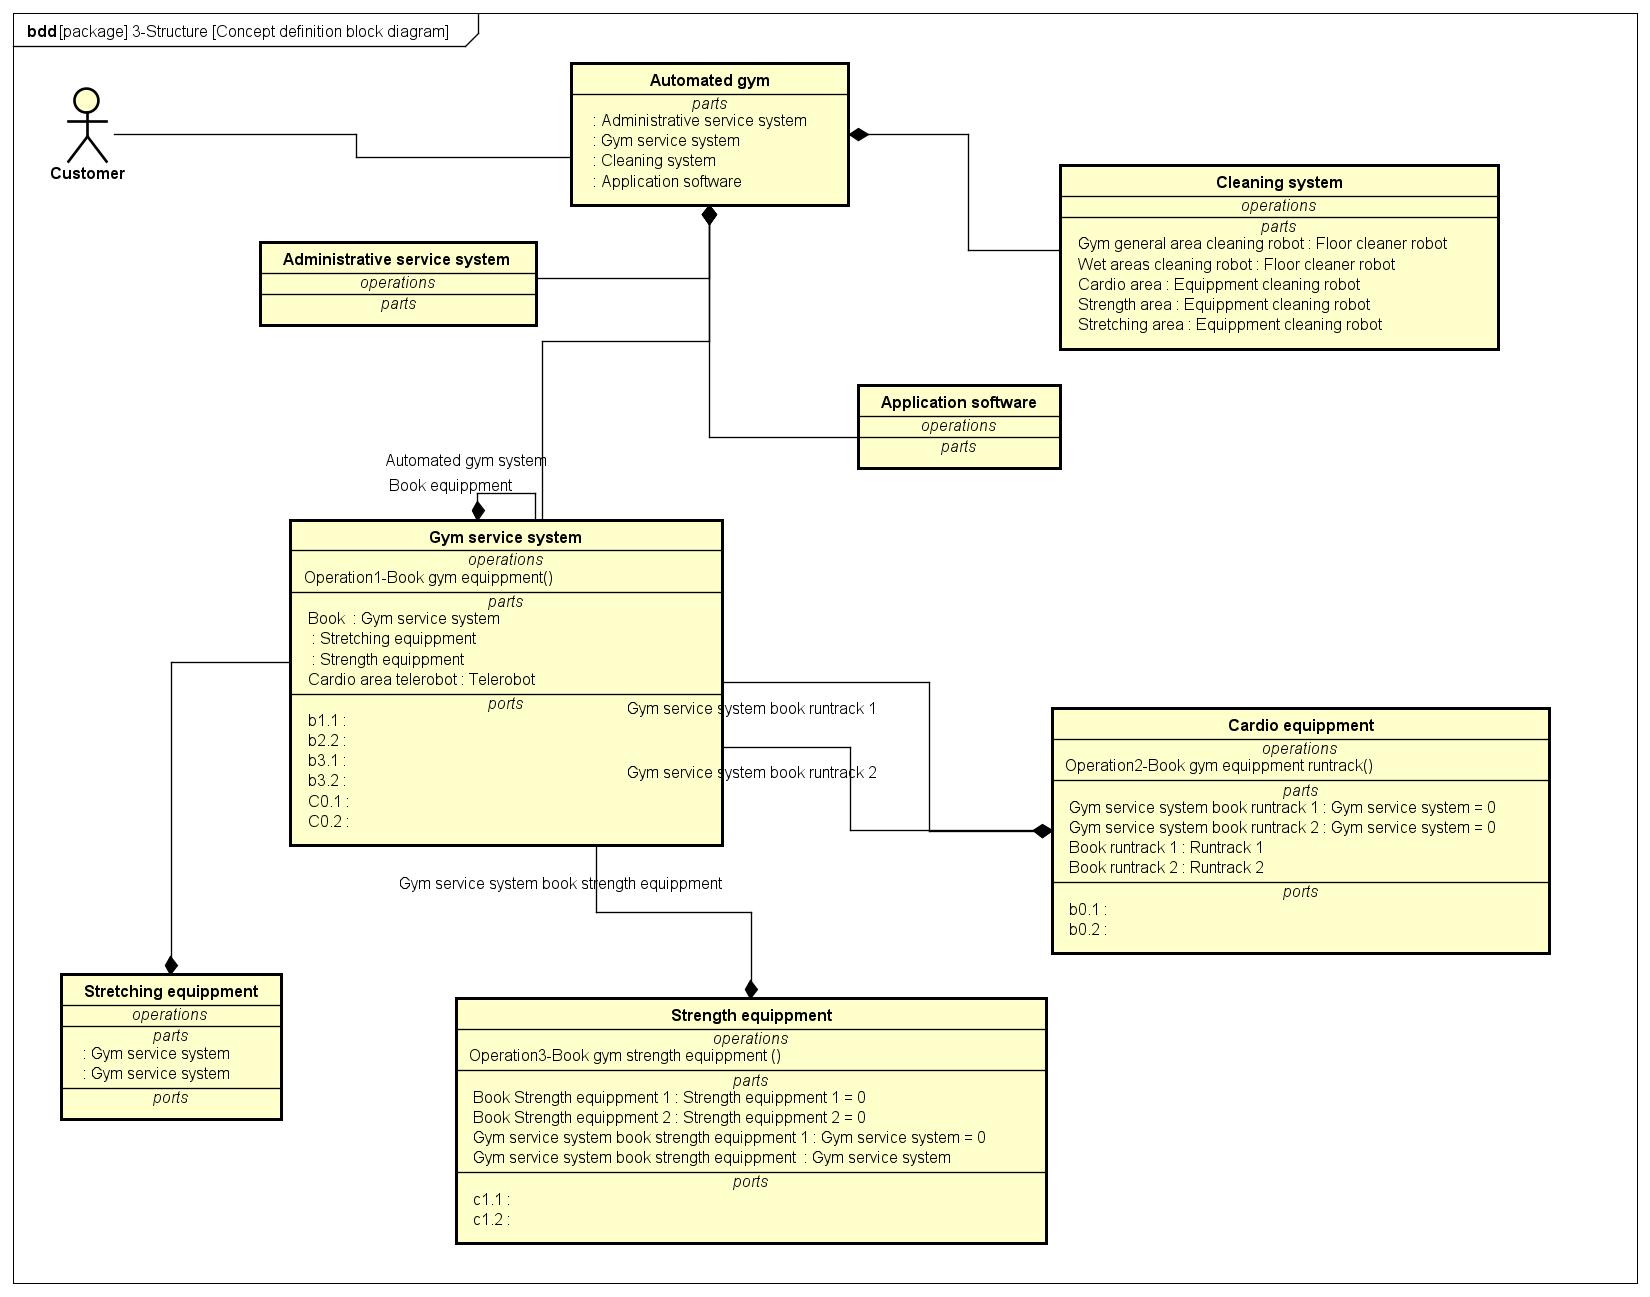 bdd [package] 3-Structure [Concept definition block diagram]
Customer
Automated gym
parts
: Administrative service system
: Gym service system
: Cleaning system
: Application software
Cleaning system
operations
parts
Gym general area cleaning robot : Floor cleaner robot
Wet areas cleaning robot : Floor cleaner robot
Cardio area : Equippment cleaning robot
Strength area : Equippment cleaning robot
Stretching area : Equippment cleaning robot
Administrative service system
operations
parts
Application software
operations
parts
Automated gym system
Book equippment
Gym service system
operations
Operation1-Book gym equippment()
parts
Book  : Gym service system
: Stretching equippment
: Strength equippment
Cardio area telerobot : Telerobot
ports
b1.1 :
b2.2 :
b3.1 :
b3.2 :
C0.1 :
C0.2 :
Gym service system book runtrack 1
Gym service system book runtrack 2
Cardio equippment
operations
Operation2-Book gym equippment runtrack()
parts
Gym service system book runtrack 1 : Gym service system = 0
Gym service system book runtrack 2 : Gym service system = 0
Book runtrack 1 : Runtrack 1
Book runtrack 2 : Runtrack 2
ports
b0.1 :
b0.2 :
Gym service system book strength equippment
Stretching equippment
operations
parts
: Gym service system
: Gym service system
ports
Strength equippment
operations
Operation3-Book gym strength equippment ()
parts
Book Strength equippment 1 : Strength equippment 1 = 0
Book Strength equippment 2 : Strength equippment 2 = 0
Gym service system book strength equippment 1 : Gym service system = 0
Gym service system book strength equippment  : Gym service system
ports
c1.1 :
c1.2 :